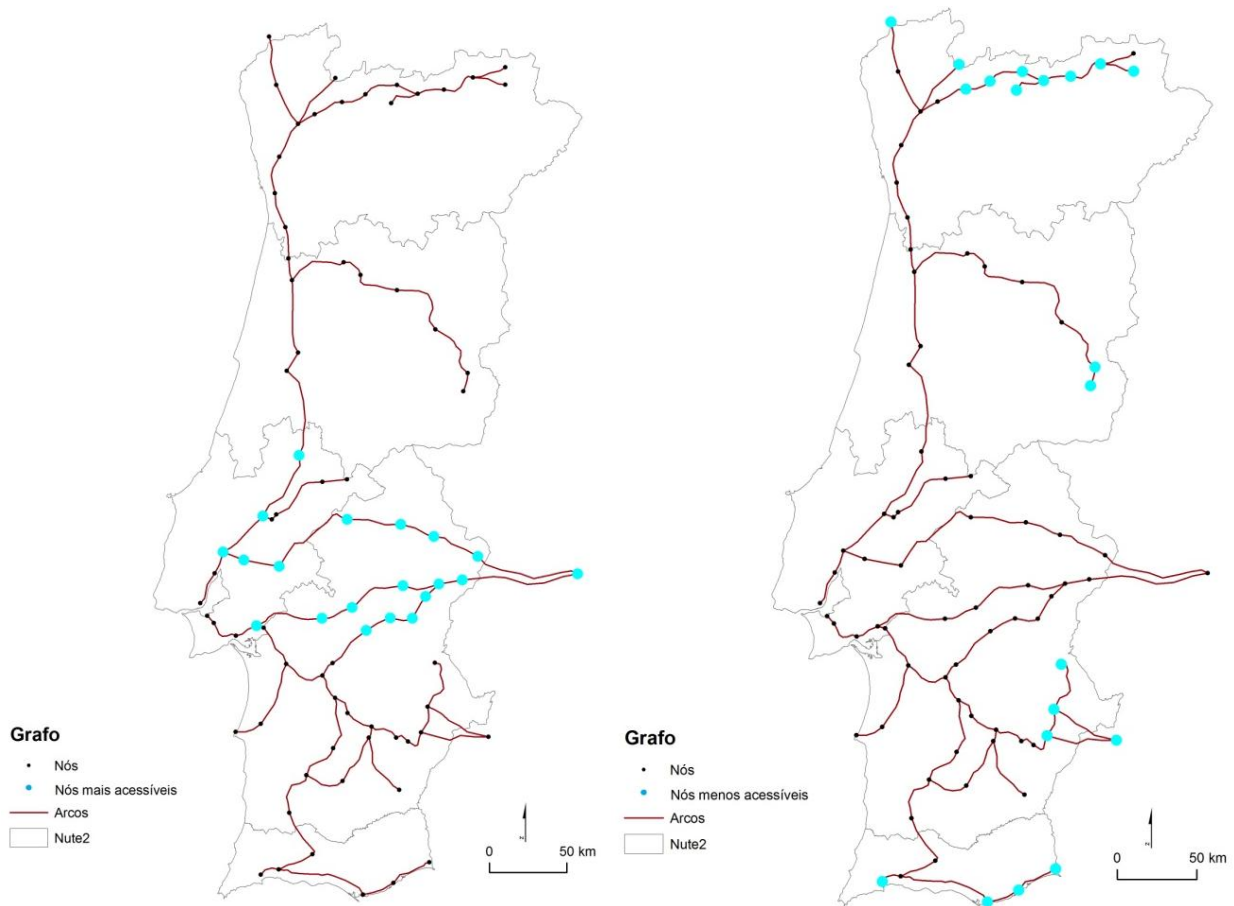 Grafo
Nós
Nós mais acessíveis
Arcos
Nute2
N
0 50 km
Grafo
Nós
Nós menos acessíveis
Arcos
Nute2
N
0 50 km